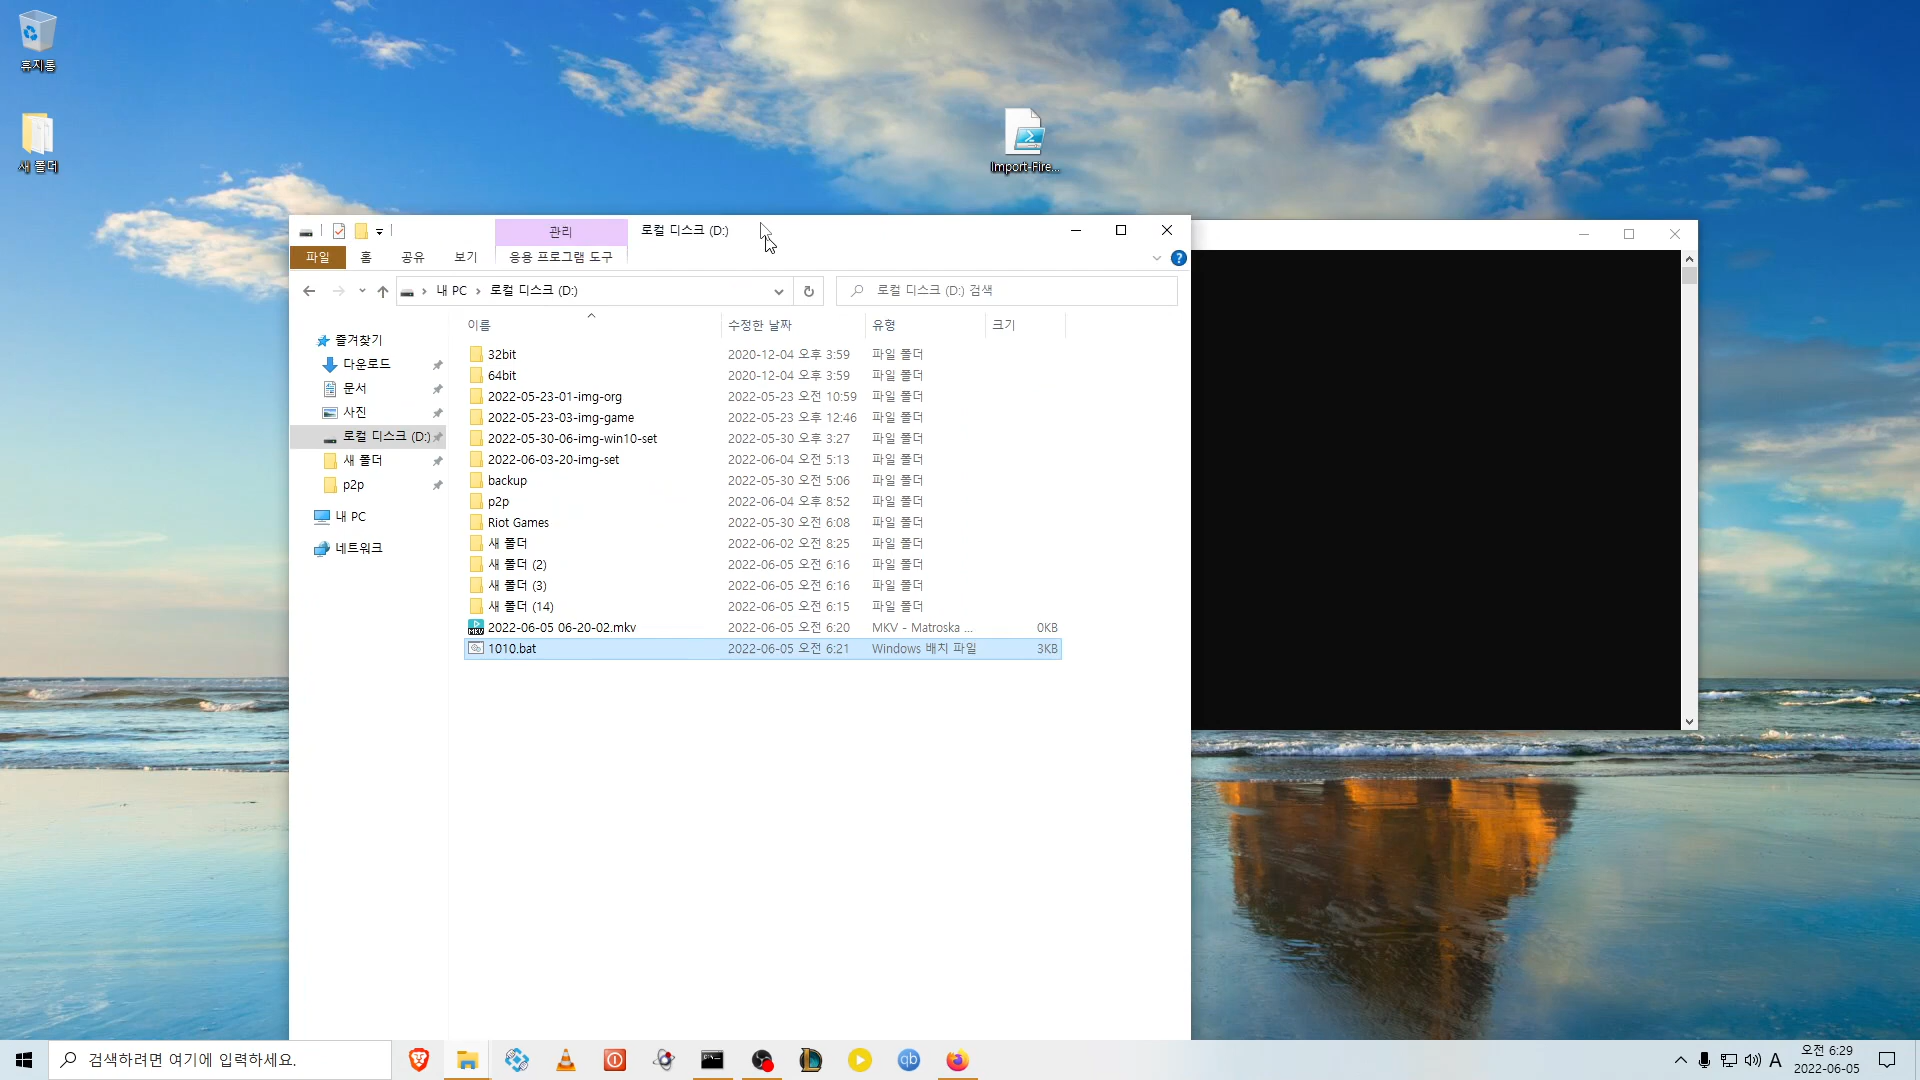 휴지통
새 폴더
Import-Fire...
관리
로컬 디스크 (D:)
파일
홈
공유
보기
응용 프로그램 도구
내 PC
로컬 디스크 (D:)
로컬 디스크 (D:) 검색
이름
수정한 날짜
유형
크기
즐겨찾기
다운로드
문서
사진
로컬 디스크 (D:)
새 폴더
p2p
내 PC
네트워크
32bit 2020-12-04 오후 3:59 파일 폴더
64bit 2020-12-04 오후 3:59 파일 폴더
2022-05-23-01-img-org 2022-05-23 오전 10:59 파일 폴더
2022-05-23-03-img-game 2022-05-23 오후 12:46 파일 폴더
2022-05-30-06-img-win10-set 2022-05-30 오후 3:27 파일 폴더
2022-06-03-20-img-set 2022-06-04 오전 5:13 파일 폴더
backup 2022-05-30 오전 5:06 파일 폴더
p2p 2022-06-04 오후 8:52 파일 폴더
Riot Games 2022-05-30 오전 6:08 파일 폴더
새 폴더 2022-06-02 오전 8:25 파일 폴더
새 폴더 (2) 2022-06-05 오전 6:16 파일 폴더
새 폴더 (3) 2022-06-05 오전 6:16 파일 폴더
새 폴더 (14) 2022-06-05 오전 6:15 파일 폴더
2022-06-05 06-20-02.mkv 2022-06-05 오전 6:20 MKV - Matroska ... 0KB
1010.bat 2022-06-05 오전 6:21 Windows 배치 파일 3KB
검색하려면 여기에 입력하세요.
A
오전 6:29
2022-06-05